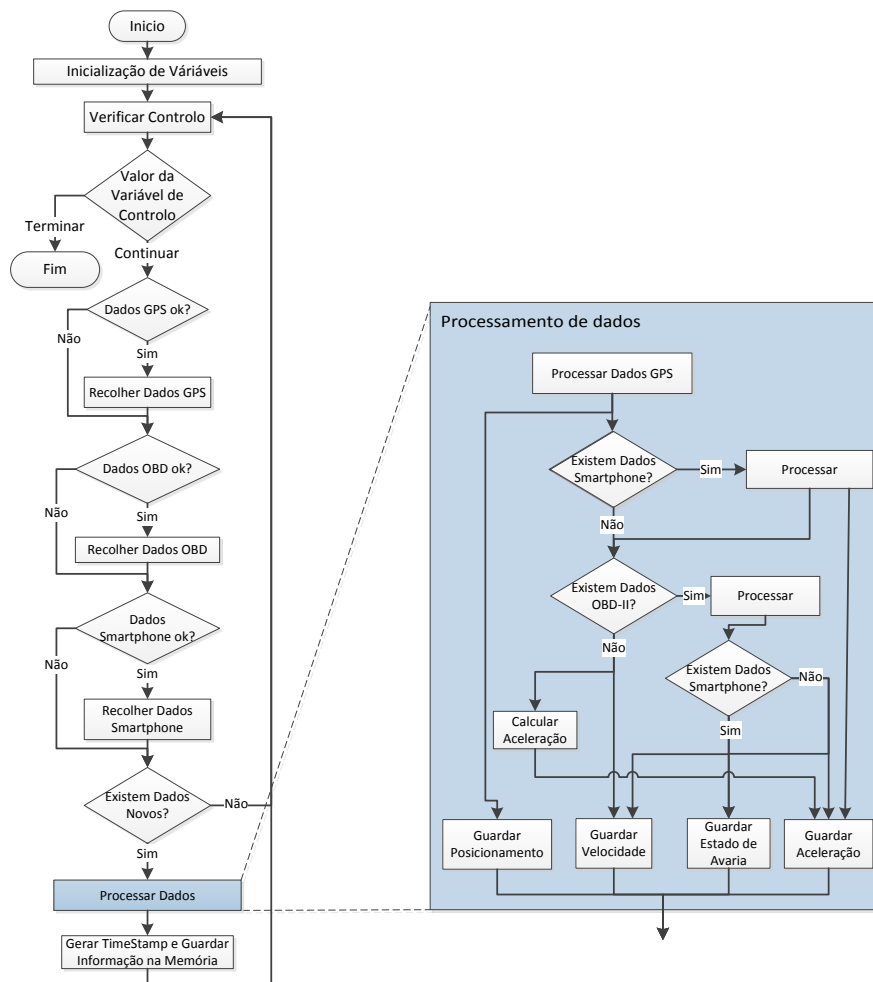 Inicio
Inicialização de Váriáveis
Verificar Controlo
Valor da
Variável de
Controlo
Terminar
Fim
Continuar
Dados GPS ok?
Não
Sim
Recolher Dados GPS
Dados OBD ok?
Não
Sim
Recolher Dados OBD
Dados
Smartphone ok?
Não
Sim
Recolher Dados
Smartphone
Existem Dados
Novos?
Não
Sim
Processar Dados
Gerar TimeStamp e Guardar
Informação na Memória
Processamento de dados
Processar Dados GPS
Existem Dados
Smartphone?
Sim
Processar
Não
Existem Dados
OBD-II?
Sim
Processar
Não
Existem Dados
Smartphone?
Não
Sim
Calcular
Aceleração
Guardar
Posicionamento
Guardar
Velocidade
Guardar
Estado de
Avaria
Guardar
Aceleração